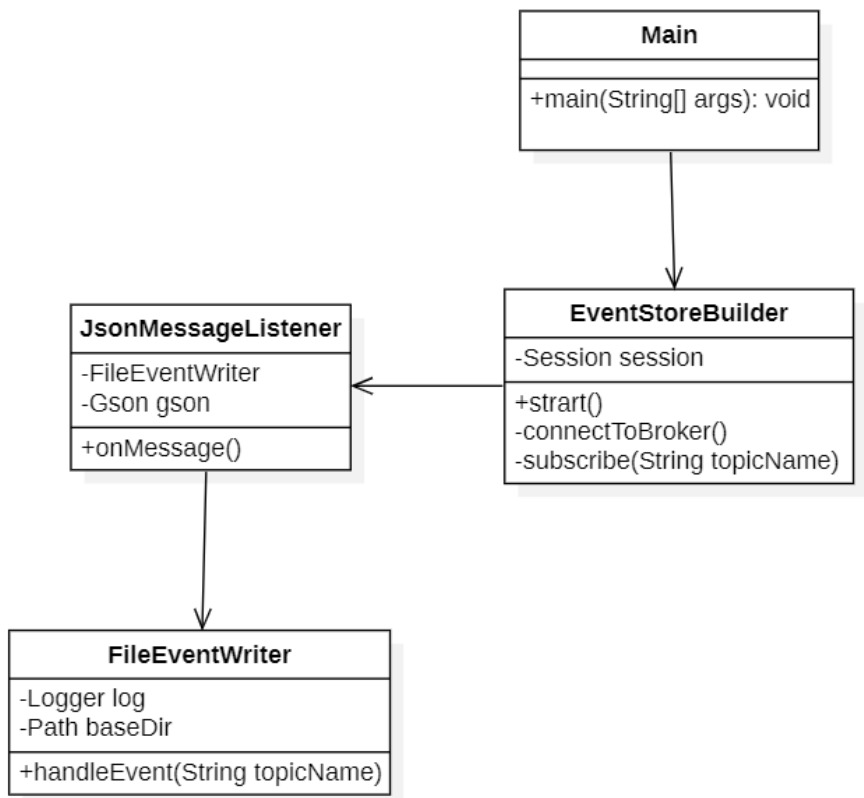 Main
+main(String[] args): void
EventStoreBuilder
-Session session
+strart()
-connectToBroker()
-subscribe(String topicName)
JsonMessageListener
-FileEventWriter
-Gson gson
+onMessage()
FileEventWriter
-Logger log
-Path baseDir
+handleEvent(String topicName)